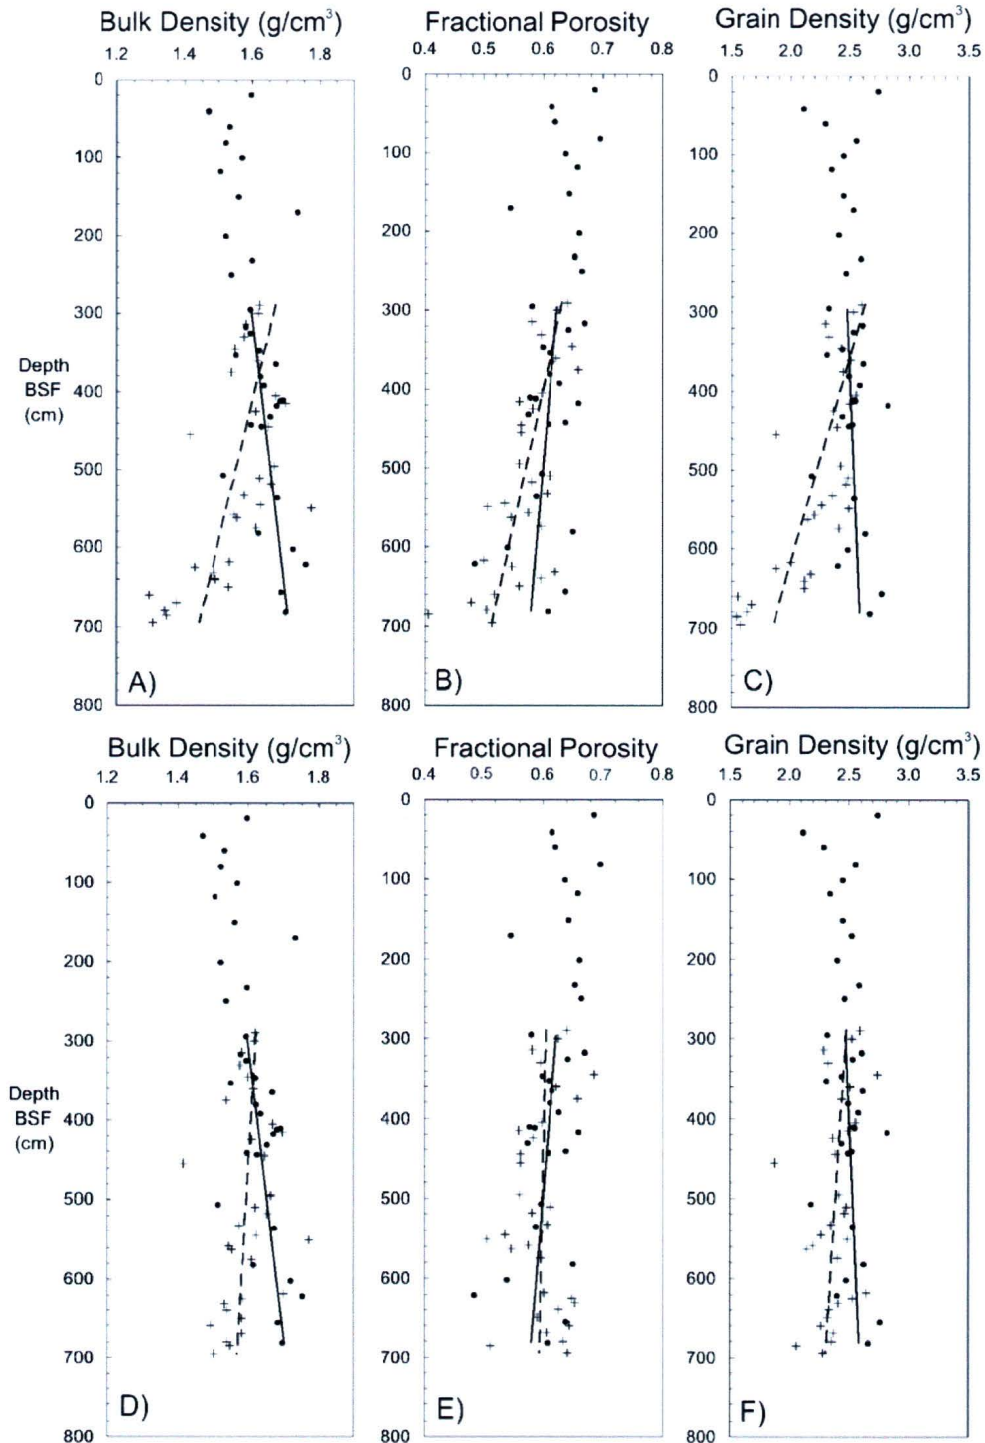 Bulk Density (g/cm³) Fractional Porosity Grain Density (g/cm³)
1.2 1.4 1.6 1.8 0.4 0.5 0.6 0.7 0.8 1.5 2.0 2.5 3.0 3.5
0 0 0
100 100 100
200 200 200
300 300 300
Depth
BSF
(cm)
400 400 400
500 500 500
600 600 600
700 700 700
A) B) C)
800 800 800
Bulk Density (g/cm³) Fractional Porosity Grain Density (g/cm³)
1.2 1.4 1.6 1.8 0.4 0.5 0.6 0.7 0.8 1.5 2.0 2.5 3.0 3.5
0 0 0
100 100 100
200 200 200
300 300 300
Depth
BSF
(cm)
400 400 400
500 500 500
600 600 600
700 700 700
D) E) F)
800 800 800